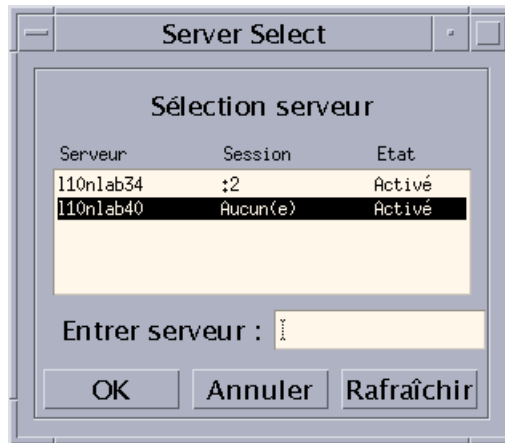 Server Select
Sélection serveur
Serveur Session Etat
l10nlab34 :2 Activé
l10nlab40 Aucun(e) Activé
Entrer serveur :
OK Annuler Rafraîchir